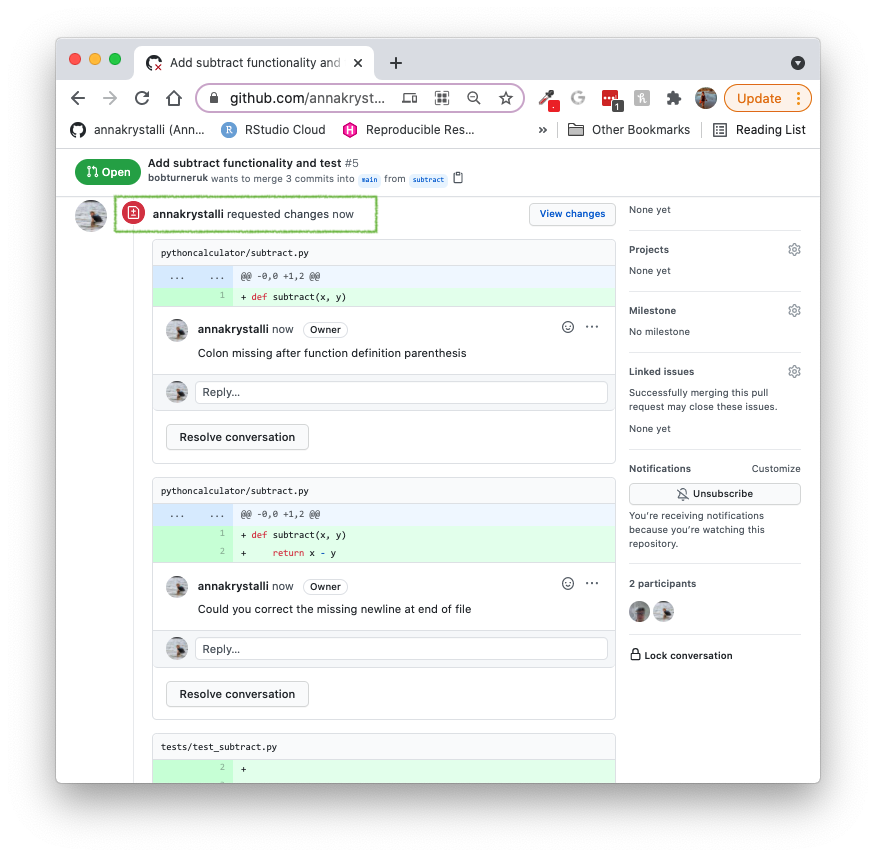 Add subtract functionality and
github.com/annakryst...
1
Update
annakrystalli (Ann...
R
RStudio Cloud
H
Reproducible Res...
»
Other Bookmarks
Reading List
Open
Add subtract functionality and test #5
bobturneruk wants to merge 3 commits into main from subtract
annakrystalli requested changes now
View changes
pythoncalculator/subtract.py
... ... @@ -0,0 +1,2 @@
1 + def subtract(x, y)
annakrystalli now Owner
Colon missing after function definition parenthesis
Reply...
Resolve conversation
pythoncalculator/subtract.py
... ... @@ -0,0 +1,2 @@
1 + def subtract(x, y)
2 + return x - y
annakrystalli now Owner
Could you correct the missing newline at end of file
Reply...
Resolve conversation
tests/test_subtract.py
2 +
None yet
Projects
None yet
Milestone
No milestone
Linked issues
Successfully merging this pull
request may close these issues.
None yet
Notifications
Customize
Unsubscribe
You're receiving notifications
because you're watching this
repository.
2 participants
Lock conversation